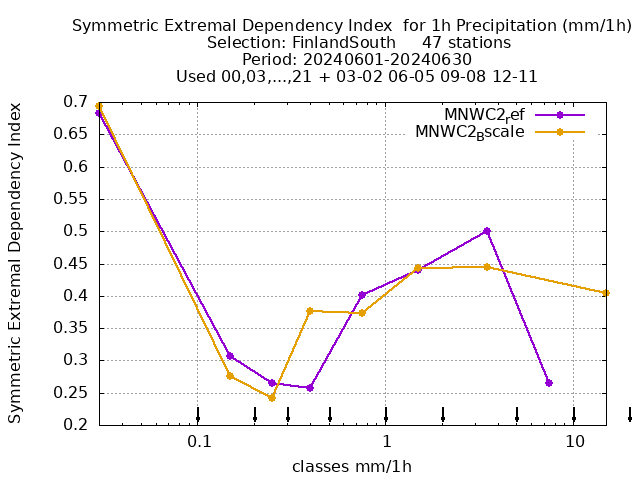 Symmetric Extremal Dependency Index  for 1h Precipitation (mm/1h)
Selection: FinlandSouth     47 stations
Period: 20240601-20240630
Used 00,03,...,21 + 03-02 06-05 09-08 12-11
MNWC2_ref
MNWC2_Bscale
Symmetric Extremal Dependency Index
0.7
0.65
0.6
0.55
0.5
0.45
0.4
0.35
0.3
0.25
0.2
0.1
1
10
classes mm/1h